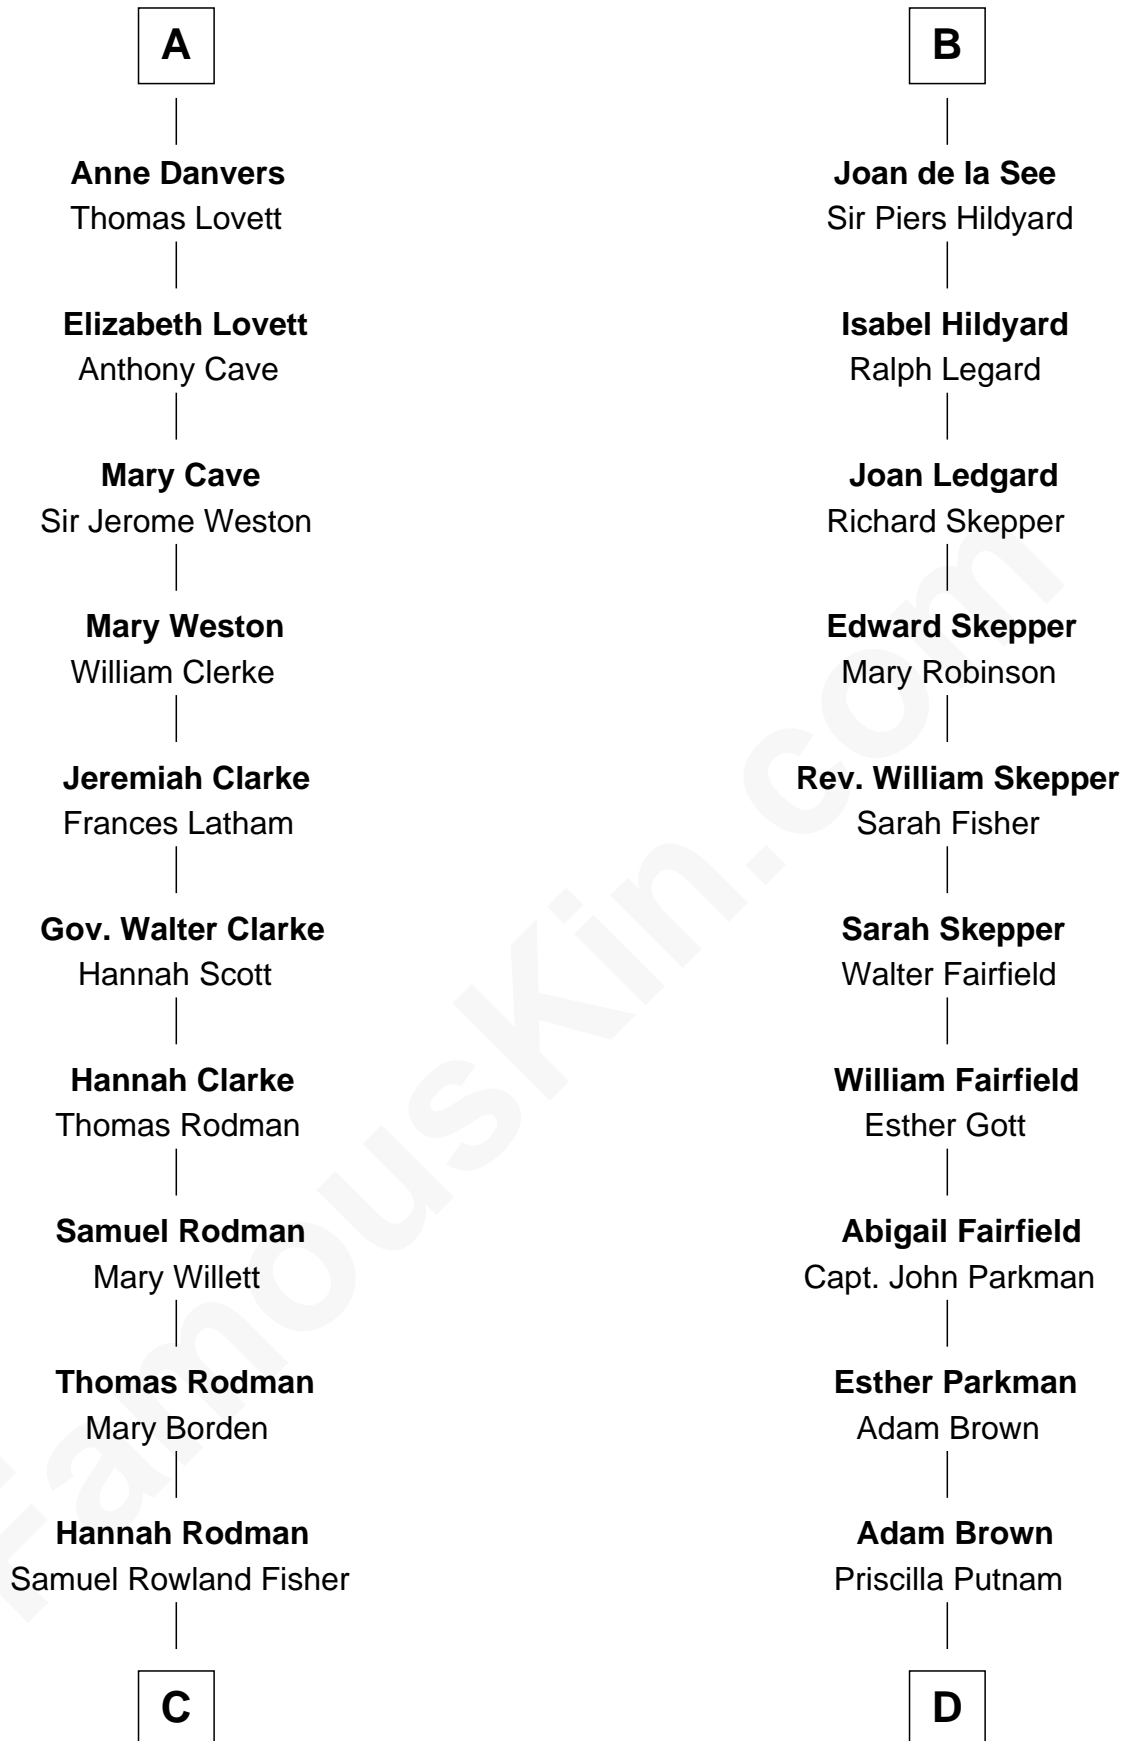 A
Anne Danvers
Thomas Lovett
Elizabeth Lovett
Anthony Cave
Mary Cave
Sir Jerome Weston
Mary Weston
William Clerke
Jeremiah Clarke
Frances Latham
Gov. Walter Clarke
Hannah Scott
Hannah Clarke
Thomas Rodman
Samuel Rodman
Mary Willett
Thomas Rodman
Mary Borden
Hannah Rodman
Samuel Rowland Fisher
C
B
Joan de la See
Sir Piers Hildyard
Isabel Hildyard
Ralph Legard
Joan Ledgard
Richard Skepper
Edward Skepper
Mary Robinson
Rev. William Skepper
Sarah Fisher
Sarah Skepper
Walter Fairfield
William Fairfield
Esther Gott
Abigail Fairfield
Capt. John Parkman
Esther Parkman
Adam Brown
Adam Brown
Priscilla Putnam
D
FamousKin.com